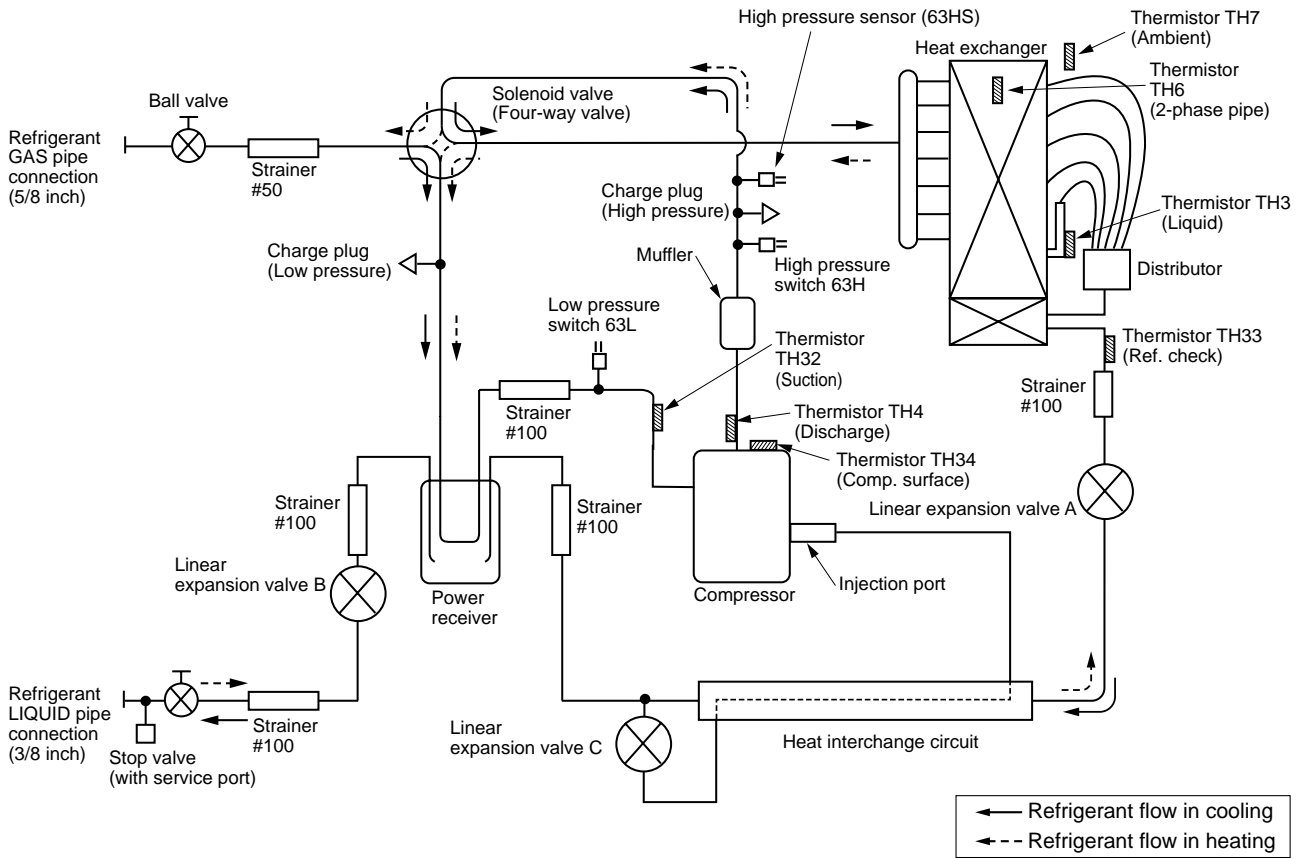 High pressure sensor (63HS)
Thermistor TH7
(Ambient)
Heat exchanger
Thermistor
TH6
(2-phase pipe)
Ball valve
Solenoid valve
(Four-way valve)
Refrigerant
GAS pipe
connection
(5/8 inch)
Strainer
#50
Charge plug
(High pressure)
Thermistor TH3
(Liquid)
Charge plug
(Low pressure)
Muffler
High pressure
switch 63H
Distributor
Low pressure
switch 63L
Thermistor
TH32
(Suction)
Thermistor TH33
(Ref. check)
Strainer
#100
Strainer
#100
Thermistor TH4
(Discharge)
Thermistor TH34
(Comp. surface)
Strainer
#100
Strainer
#100
Linear expansion valve A
Linear
expansion valve B
Power
receiver
Compressor
Injection port
Refrigerant
LIQUID pipe
connection
(3/8 inch)
Strainer
#100
Stop valve
(with service port)
Linear
expansion valve C
Heat interchange circuit
Refrigerant flow in cooling
Refrigerant flow in heating